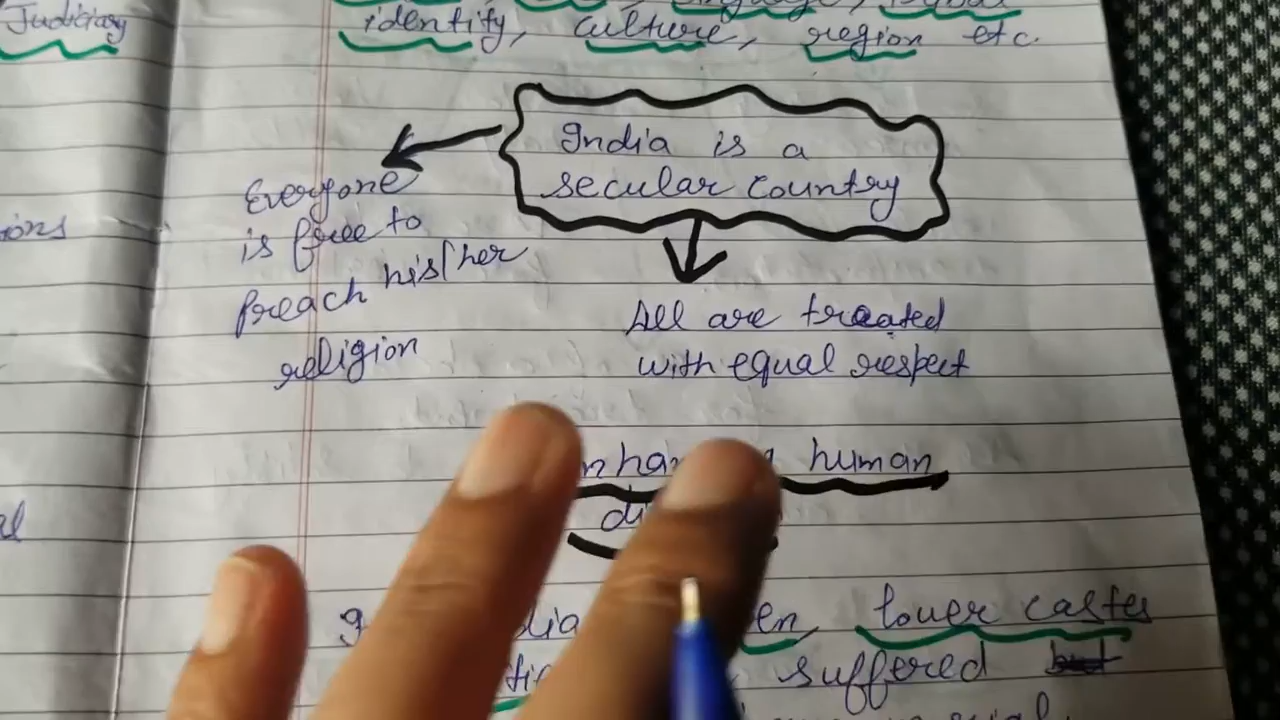 Judiciary
identify, culture, region etc.
India is a
secular country
Everyone
is free to
preach his/her
religion
All are treated
with equal respect
human
lower castes
suffered